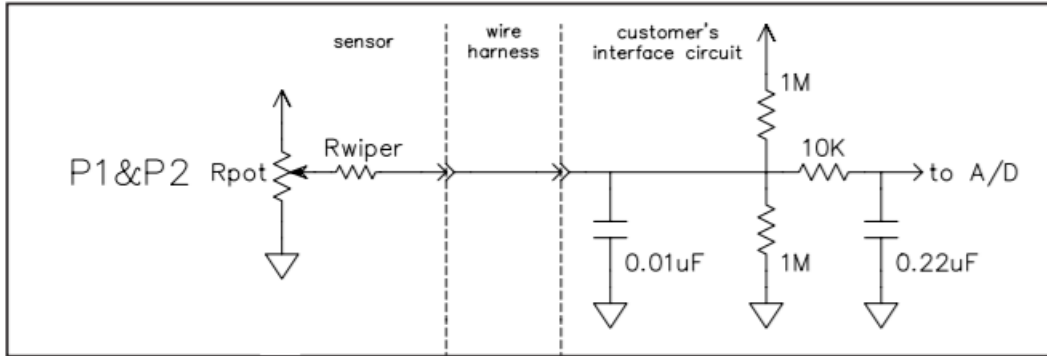 sensor
wire
harness
customer's
interface circuit
1M
P1&P2
Rpot
Rwiper
10K
to A/D
0.01uF
1M
0.22uF